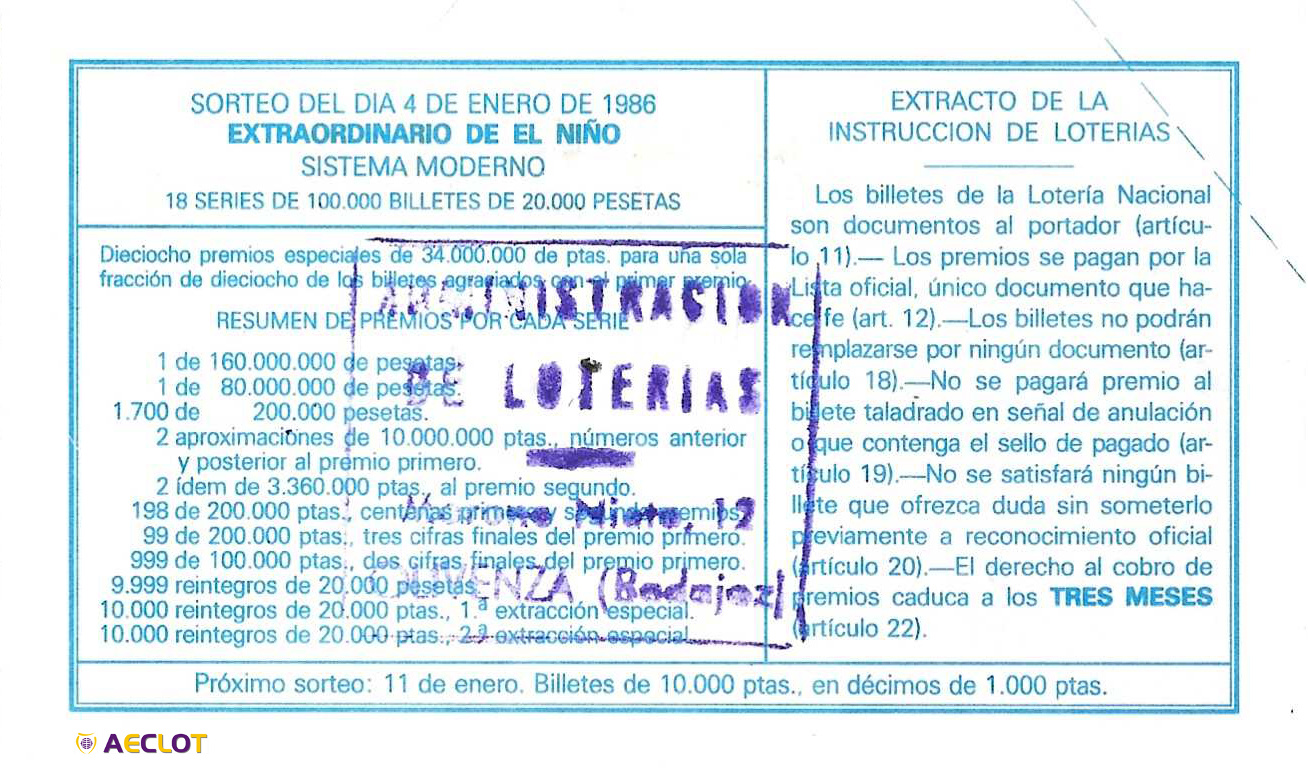 SORTEO DEL DIA 4 DE ENERO DE 1986
EXTRAORDINARIO DE EL NIÑO
SISTEMA MODERNO
18 SERIES DE 100.000 BILLETES DE 20.000 PESETAS
Dieciocho premios especiales de 34.000.000 de ptas. para una sola
fracción de dieciocho de los billetes agraciados con el primer premio.
RESUMEN DE PREMIOS POR CADA SERIE
1 de 160.000.000 de pesetas.
1 de 80.000.000 de pesetas.
1.700 de 200.000 pesetas.
2 aproximaciones de 10.000.000 ptas., números anterior
y posterior al premio primero.
2 ídem de 3.360.000 ptas., al premio segundo.
198 de 200.000 ptas., centenas primero y segundo premios.
99 de 200.000 ptas., tres cifras finales del premio primero.
999 de 100.000 ptas., dos cifras finales del premio primero.
9.999 reintegros de 20.000 pesetas.
10.000 reintegros de 20.000 ptas., 1.ª extracción especial.
10.000 reintegros de 20.000 ptas., 2.ª extracción especial.
ADMINISTRACION
DE LOTERIAS
Nieto, 12
OLIVENZA (Badajoz)
EXTRACTO DE LA
INSTRUCCION DE LOTERIAS
Los billetes de la Lotería Nacional
son documentos al portador (artícu-
lo 11).— Los premios se pagan por la
Lista oficial, único documento que ha-
ce fe (art. 12).—Los billetes no podrán
remplazarse por ningún documento (ar-
tículo 18).—No se pagará premio al
billete taladrado en señal de anulación
o que contenga el sello de pagado (ar-
tículo 19).—No se satisfará ningún bi-
llete que ofrezca duda sin someterlo
previamente a reconocimiento oficial
(artículo 20).—El derecho al cobro de
premios caduca a los TRES MESES
(artículo 22).
Próximo sorteo: 11 de enero. Billetes de 10.000 ptas., en décimos de 1.000 ptas.
AECLOT